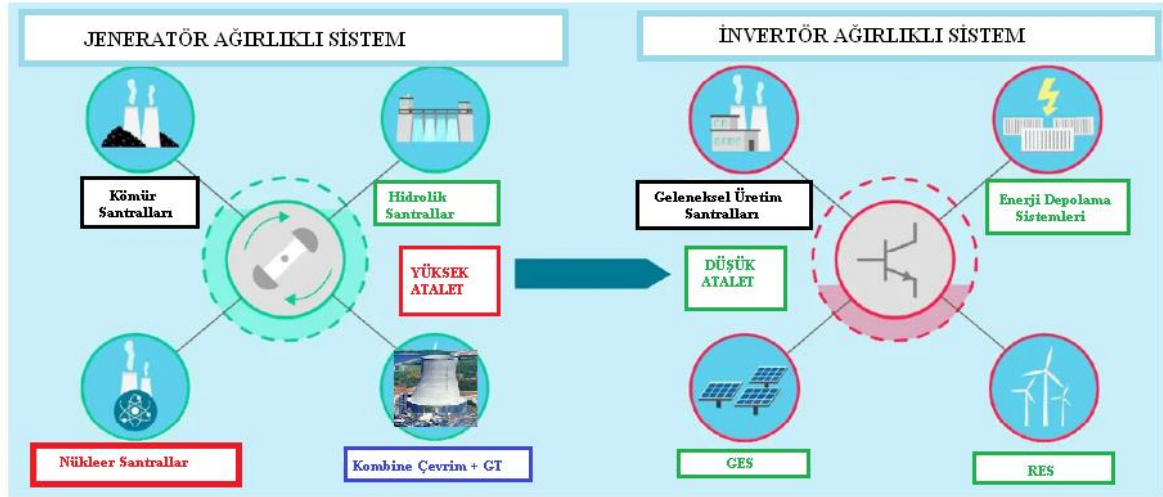 JENERATÖR AĞIRLIKLI SİSTEM
İNVERTÖR AĞIRLIKLI SİSTEM
Kömür
Santralları
Hidrolik
Santrallar
Geleneksel Üretim
Santralları
Enerji Depolama
Sistemleri
YÜKSEK
ATALET
DÜŞÜK
ATALET
Nükleer Santrallar
Kombine Çevrim + GT
GES
RES